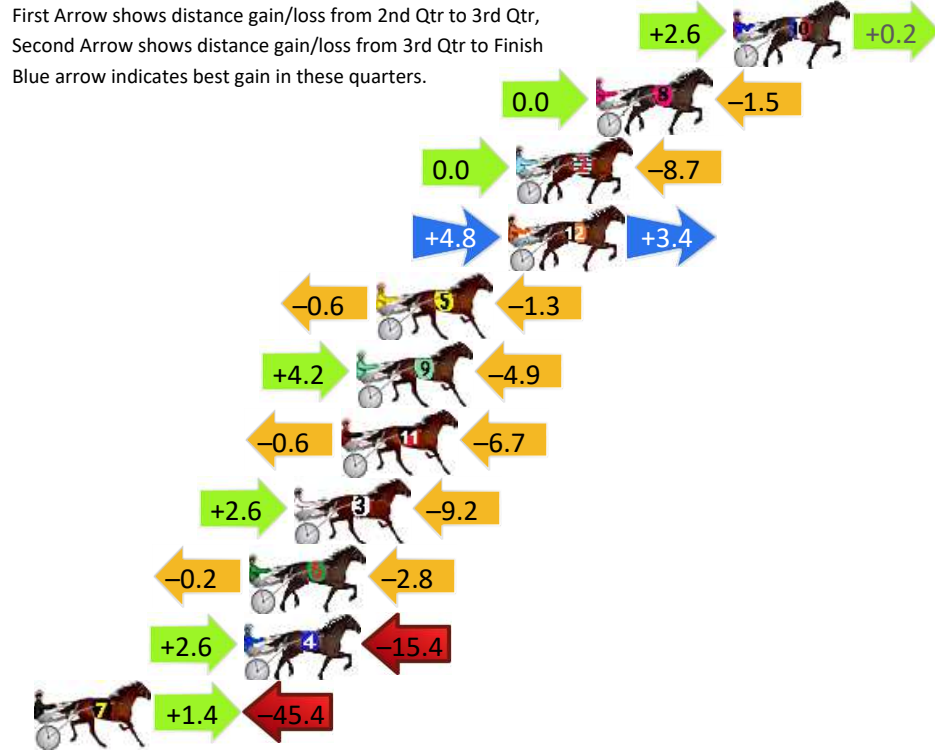 First Arrow shows distance gain/loss from 2nd Qtr to 3rd Qtr,
Second Arrow shows distance gain/loss from 3rd Qtr to Finish
Blue arrow indicates best gain in these quarters.
+2.6 10 +0.2
0.0 8 –1.5
0.0 –8.7
+4.8 12 +3.4
–0.6 5 –1.3
+4.2 9 –4.9
–0.6 11 –6.7
+2.6 3 –9.2
–0.2 6 –2.8
+2.6 4 –15.4
7 +1.4 –45.4